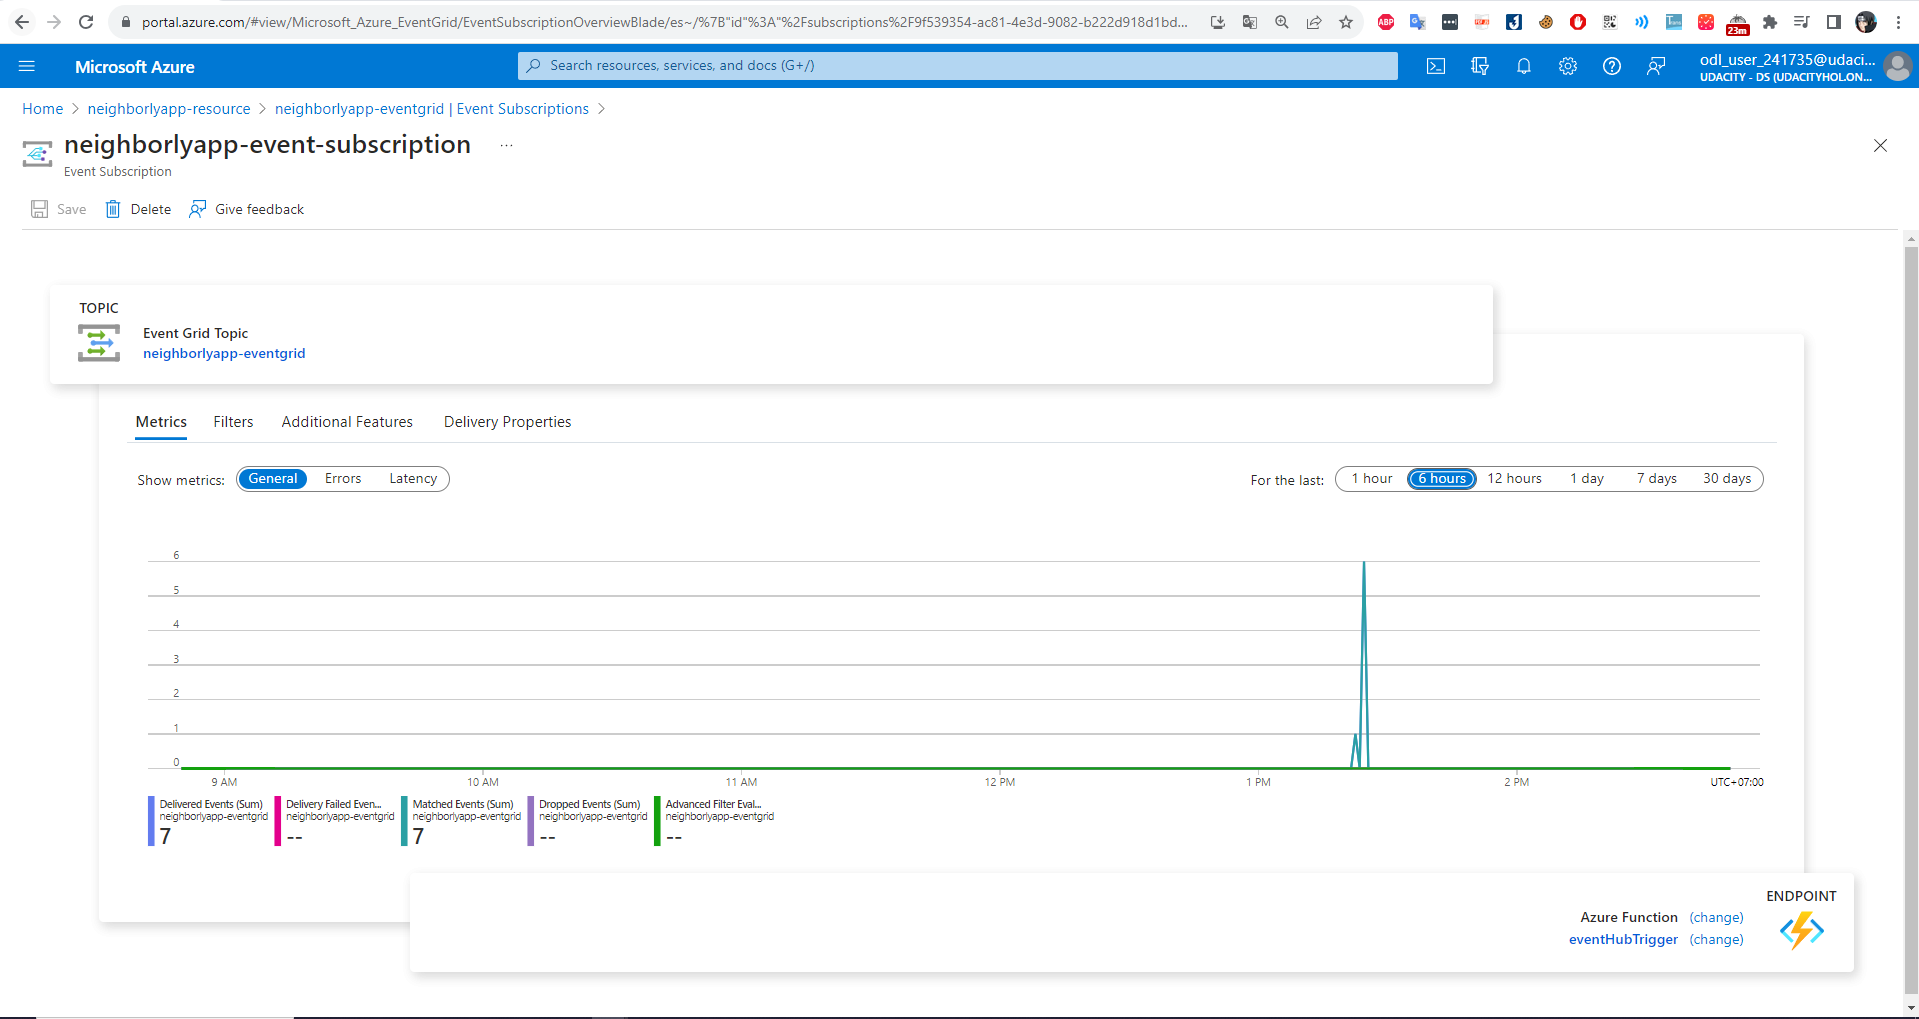 portal.azure.com/#view/Microsoft_Azure_EventGrid/EventSubscriptionOverviewBlade/es~/%7B"id"%3A"%2Fsubscriptions%2F9f539354-ac81-4e3d-9082-b222d918d1bd...
ABP
23m
Microsoft Azure
Search resources, services, and docs (G+/)
odl_user_241735@udaci...
UDACITY - DS (UDACITYHOL.ON...
Home > neighborlyapp-resource > neighborlyapp-eventgrid | Event Subscriptions >
neighborlyapp-event-subscription ...
Event Subscription
Save Delete Give feedback
TOPIC
Event Grid Topic
neighborlyapp-eventgrid
Metrics Filters Additional Features Delivery Properties
Show metrics: General Errors Latency For the last: 1 hour 6 hours 12 hours 1 day 7 days 30 days
6
5
4
3
2
1
0
9 AM 10 AM 11 AM 12 PM 1 PM 2 PM UTC+07:00
Delivered Events (Sum) Delivery Failed Even... Matched Events (Sum) Dropped Events (Sum) Advanced Filter Eval...
neighborlyapp-eventgrid neighborlyapp-eventgrid neighborlyapp-eventgrid neighborlyapp-eventgrid neighborlyapp-eventgrid
7 -- 7 -- --
ENDPOINT
Azure Function (change)
eventHubTrigger (change)